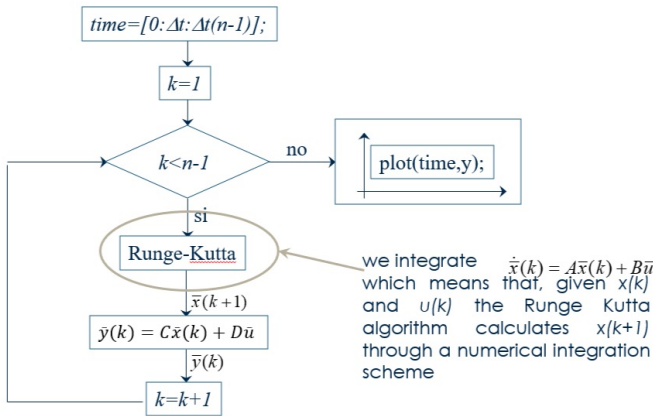 time=[0:Δt:Δt(n-1)];
k=1
k<n-1
no
plot(time,y);
si
Runge-Kutta
x̄(k+1)
ȳ(k) = Cx̄(k) + Dū
ȳ(k)
k=k+1
we integrate ẋ̄(k) = Ax̄(k) + Bū
which means that, given x(k)
and u(k) the Runge Kutta
algorithm calculates x(k+1)
through a numerical integration
scheme